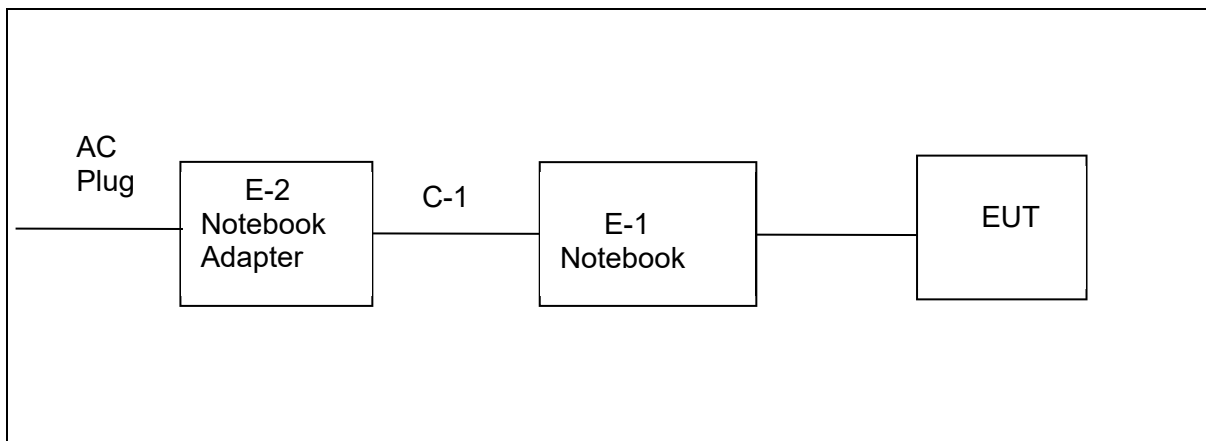 AC
Plug
E-2
Notebook
Adapter
C-1
E-1
Notebook
EUT